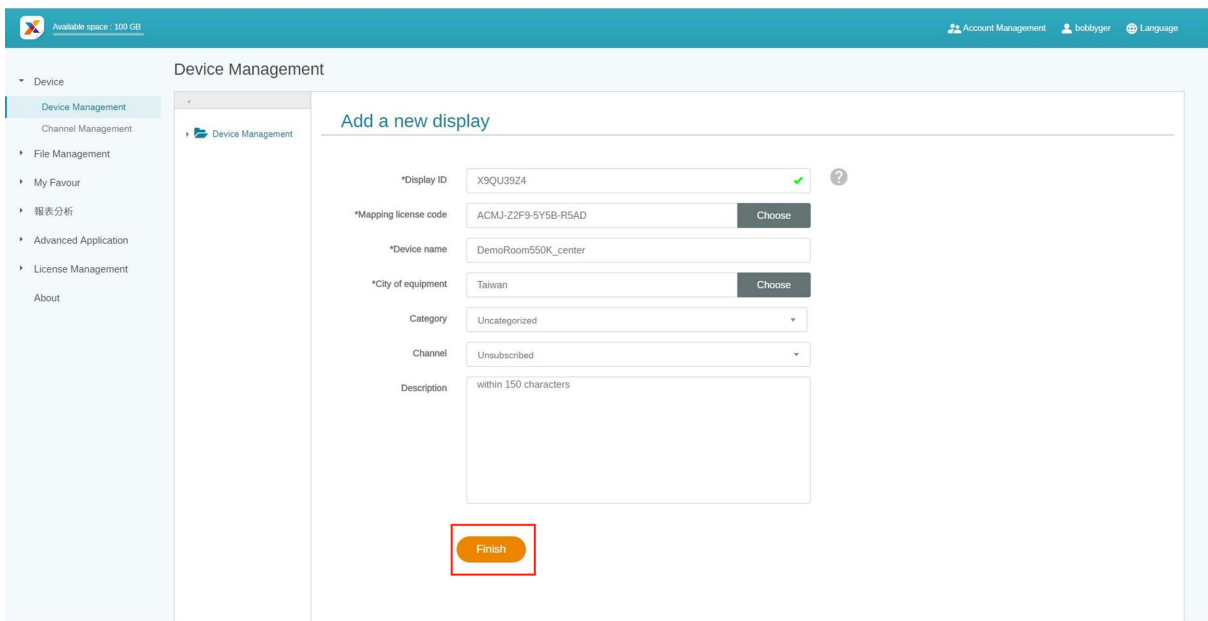 Available space : 100 GB
Account Management
bobbyger
Language
Device
Device Management
Channel Management
File Management
My Favour
報表分析
Advanced Application
License Management
About
Device Management
Device Management
Add a new display
*Display ID X9QU39Z4
*Mapping license code ACMJ-Z2F9-5Y5B-R5AD Choose
*Device name DemoRoom550K_center
*City of equipment Taiwan Choose
Category Uncategorized
Channel Unsubscribed
Description within 150 characters
Finish